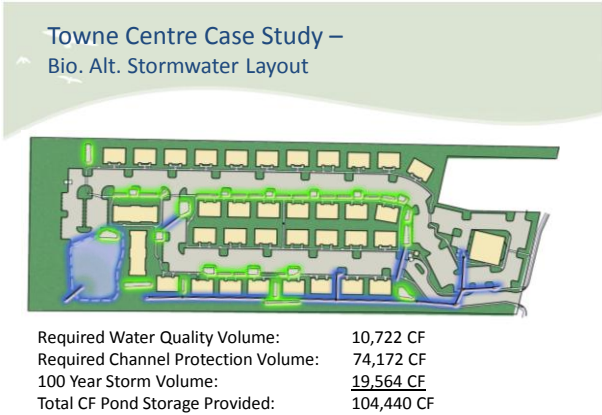 Towne Centre Case Study –
Bio. Alt. Stormwater Layout
Required Water Quality Volume: 10,722 CF
Required Channel Protection Volume: 74,172 CF
100 Year Storm Volume: 19,564 CF
Total CF Pond Storage Provided: 104,440 CF